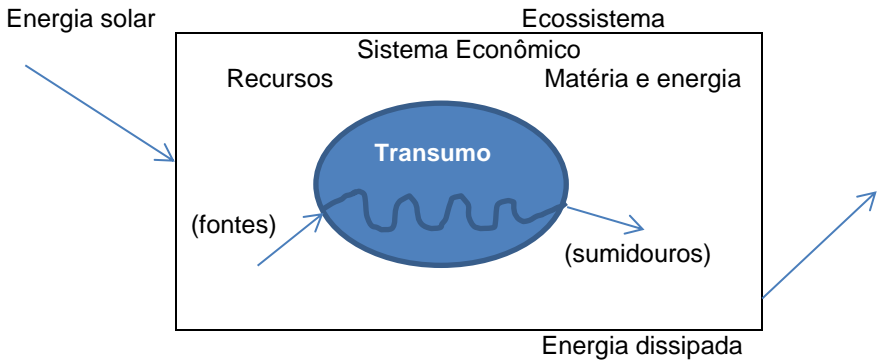 Energia solar
Ecossistema
Sistema Econômico
Recursos
Matéria e energia
Transumo
(fontes)
(sumidouros)
Energia dissipada